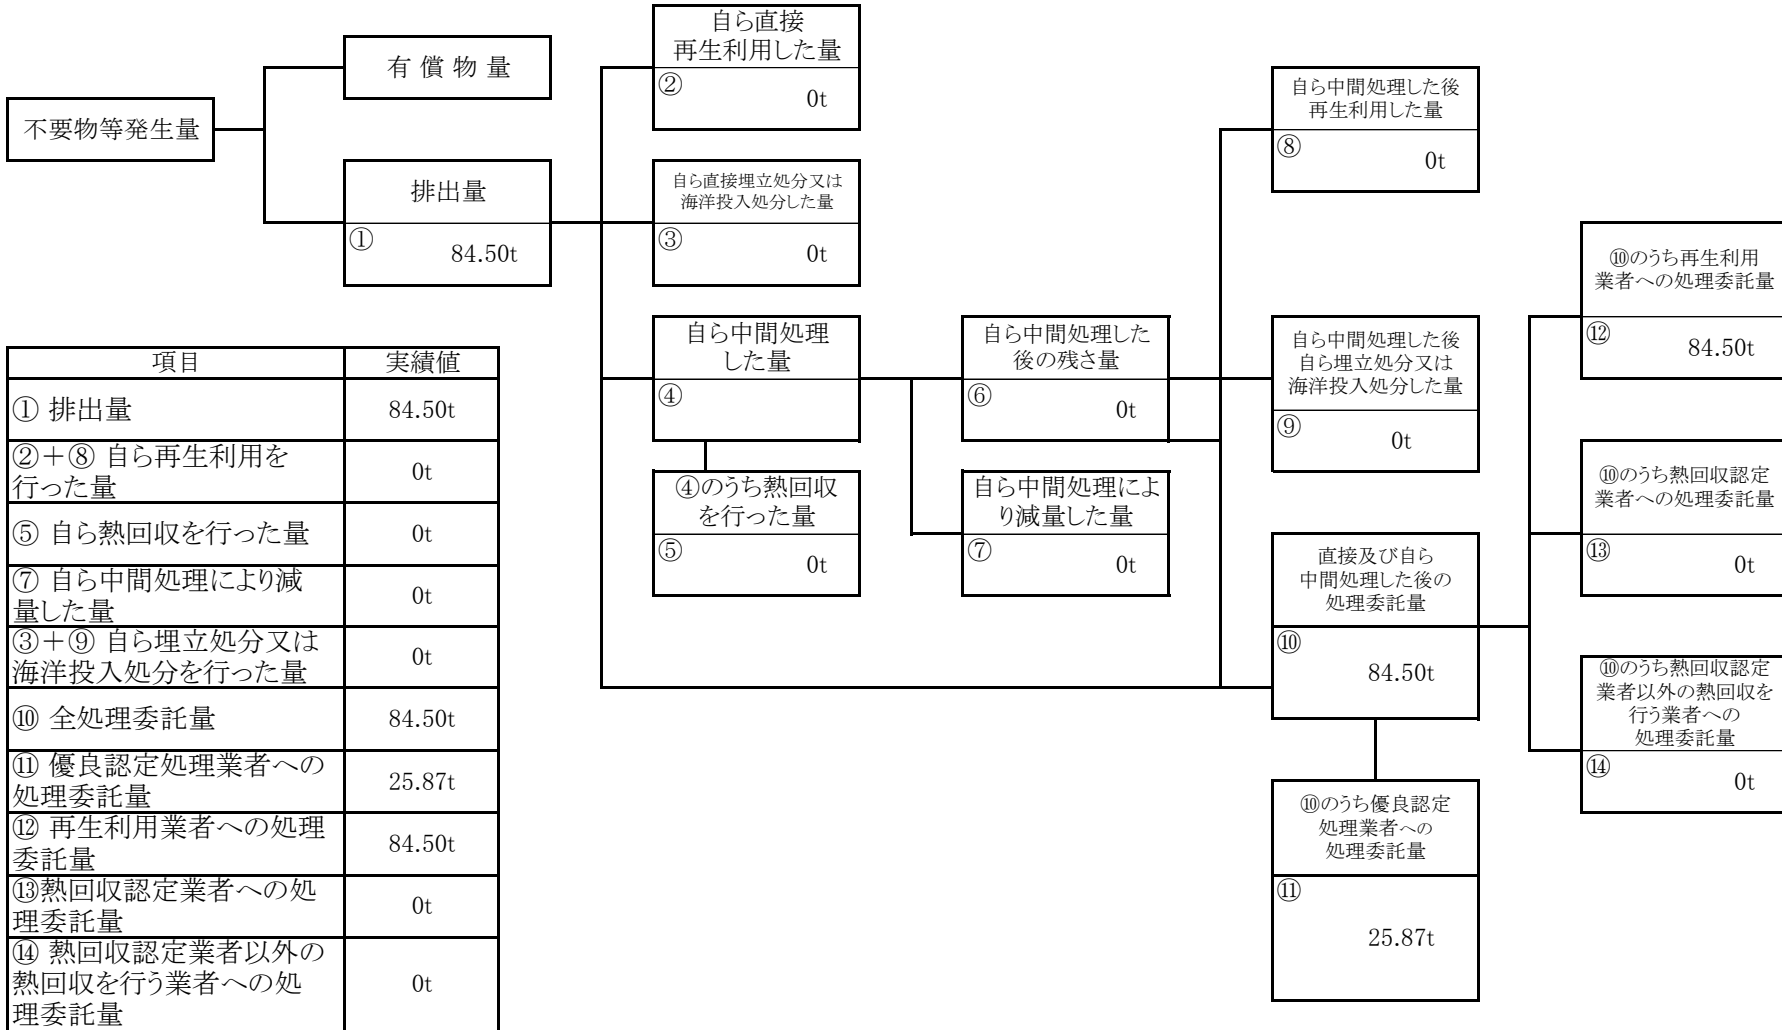 自ら直接
再生利用した量
②
0t
有 償 物 量
不要物等発生量
排出量
①
84.50t
自ら直接埋立処分又は
海洋投入処分した量
③
0t
自ら中間処理した後
再生利用した量
⑧
0t
自ら中間処理
した量
④
自ら中間処理した
後の残さ量
⑥
0t
自ら中間処理した後
自ら埋立処分又は
海洋投入処分した量
⑨
0t
⑩のうち再生利用
業者への処理委託量
⑫
84.50t
④のうち熱回収
を行った量
⑤
0t
自ら中間処理によ
り減量した量
⑦
0t
直接及び自ら
中間処理した後の
処理委託量
⑩
84.50t
⑩のうち熱回収認定
業者への処理委託量
⑬
0t
⑩のうち熱回収認定
業者以外の熱回収を
行う業者への
処理委託量
⑭
0t
⑩のうち優良認定
処理業者への
処理委託量
⑪
25.87t
項目 実績値
① 排出量 84.50t
②＋⑧ 自ら再生利用を
行った量 0t
⑤ 自ら熱回収を行った量 0t
⑦ 自ら中間処理により減
量した量 0t
③＋⑨ 自ら埋立処分又は
海洋投入処分を行った量 0t
⑩ 全処理委託量 84.50t
⑪ 優良認定処理業者への
処理委託量 25.87t
⑫ 再生利用業者への処理
委託量 84.50t
⑬熱回収認定業者への処
理委託量 0t
⑭ 熱回収認定業者以外の
熱回収を行う業者への処
理委託量 0t